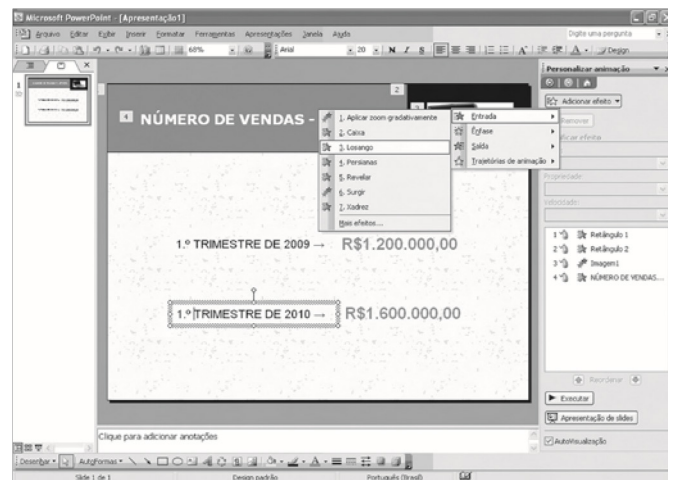 Microsoft PowerPoint - [Apresentação1]
Arquivo Editar Exibir Inserir Formatar Ferramentas Apresentações Janela Ajuda
Digite uma pergunta
68% Arial 20 N I S Design
Personalizar animação
Adicionar efeito
Remover
Modificar efeito
Propriedade:
Velocidade:
1 Retângulo 1
2 Retângulo 2
3 Imagem1
4 NÚMERO DE VENDAS...
Reordenar
Executar
Apresentação de slides
AutoVisualização
1
2
4 NÚMERO DE VENDAS -
1. Aplicar zoom gradativamente
2. Caixa
3. Losango
4. Persianas
5. Revelar
6. Surgir
7. Xadrez
Mais efeitos...
Entrada
Ênfase
Saída
Trajetórias de animação
1.º TRIMESTRE DE 2009 → R$1.200.000,00
1.º TRIMESTRE DE 2010 → R$1.600.000,00
Clique para adicionar anotações
Desenhar AutoFormas
Slide 1 de 1 Design padrão Português (Brasil)